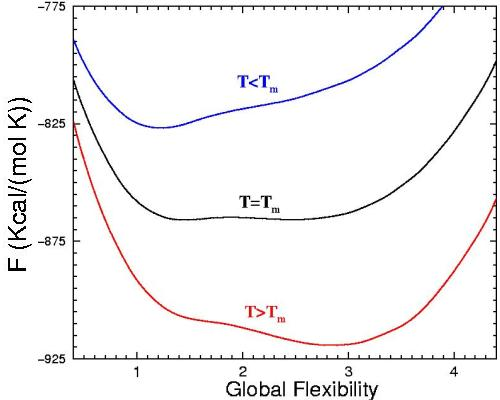 -775
-825
-875
-925
F (Kcal/(mol K))
T<Tm
T=Tm
T>Tm
1 2 3 4
Global Flexibility